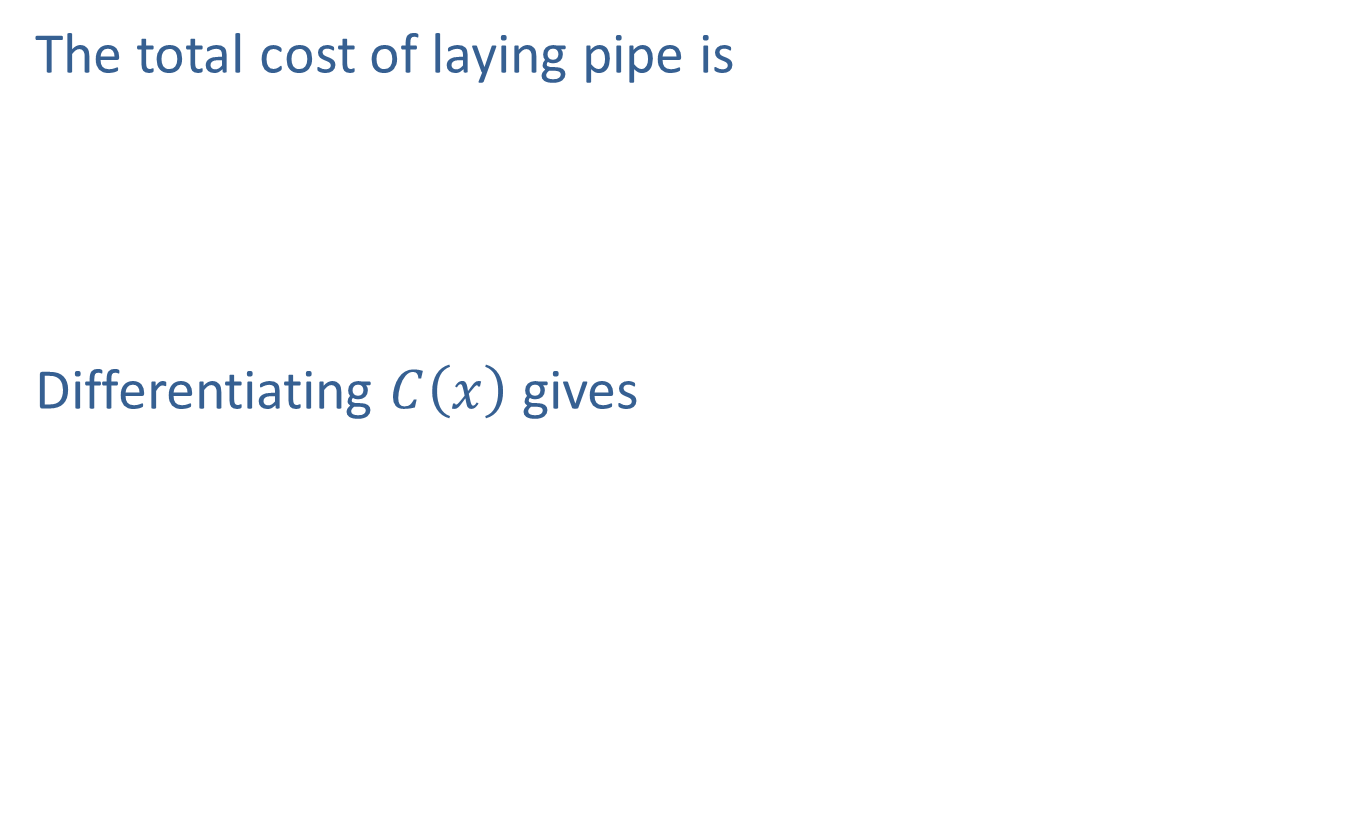 The total cost of laying pipe is
Differentiating C(x) gives